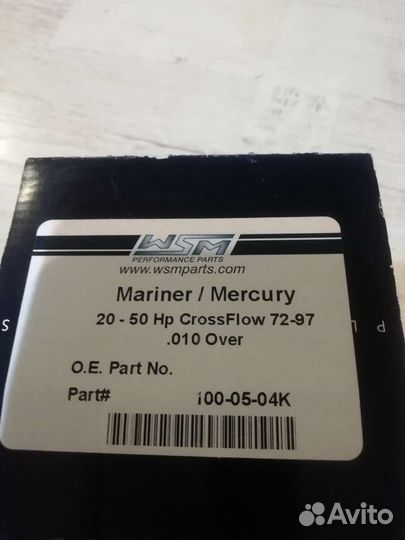 WSM
PERFORMANCE PARTS
www.wsmparts.com
Mariner / Mercury
20 - 50 Hp CrossFlow 72-97
.010 Over
O.E. Part No.
Part# 100-05-04K
S
P L
Avito